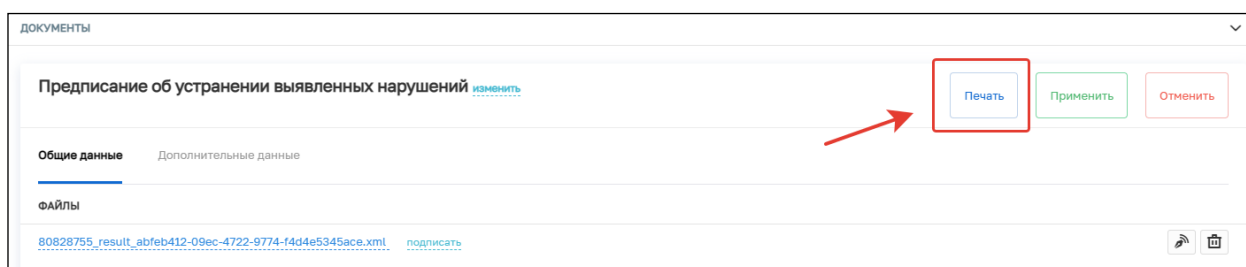 ДОКУМЕНТЫ
Предписание об устранении выявленных нарушений изменить
Печать
Применить
Отменить
Общие данные
Дополнительные данные
ФАЙЛЫ
80828755_result_abfeb412-09ec-4722-9774-f4d4e5345ace.xml подписать